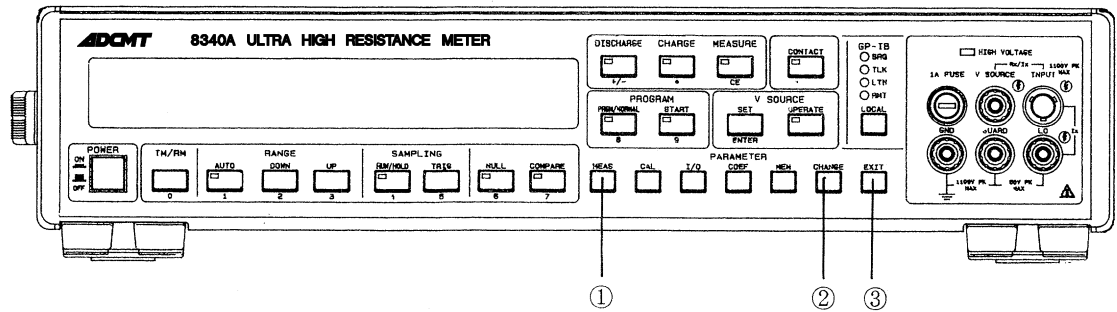 ADCMT 8340A ULTRA HIGH RESISTANCE METER
DISCHARGE CHARGE MEASURE CONTACT
+/- CE
PROGRAM V SOURCE
PRGM/NORMAL START SET OPERATE
8 9 ENTER
GP-IB
SRQ
TLK
LTN
RMT
LOCAL
HIGH VOLTAGE
Rx/Ix 1100V PK MAX
1A FUSE V SOURCE INPUT
GND GUARD LO Ix
1100V PK MAX 80V PK MAX
POWER
ON
OFF
TM/RM RANGE SAMPLING PARAMETER
AUTO DOWN UP RUN/HOLD TRIG NULL COMPARE MEAS CAL I/O COEF MEM CHANGE EXIT
0 1 2 3 4 5 6 7
① ② ③